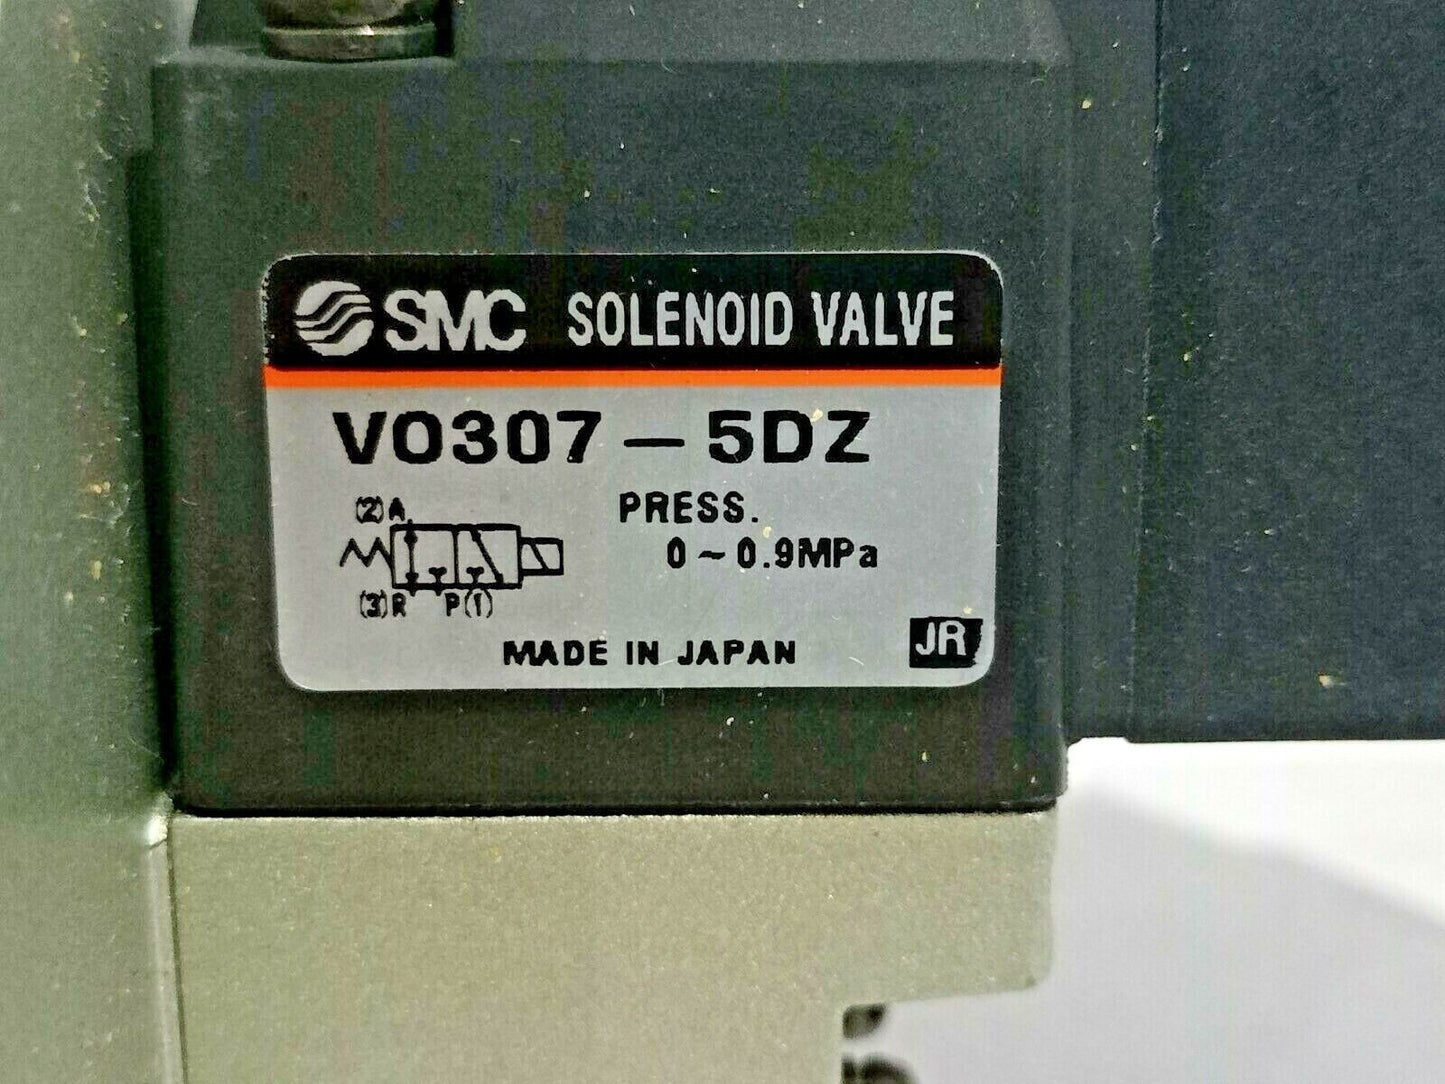 SMC SOLENOID VALVE
VO307-5DZ
(2)A
PRESS.
0~0.9MPa
(3)R P(1)
MADE IN JAPAN
JR